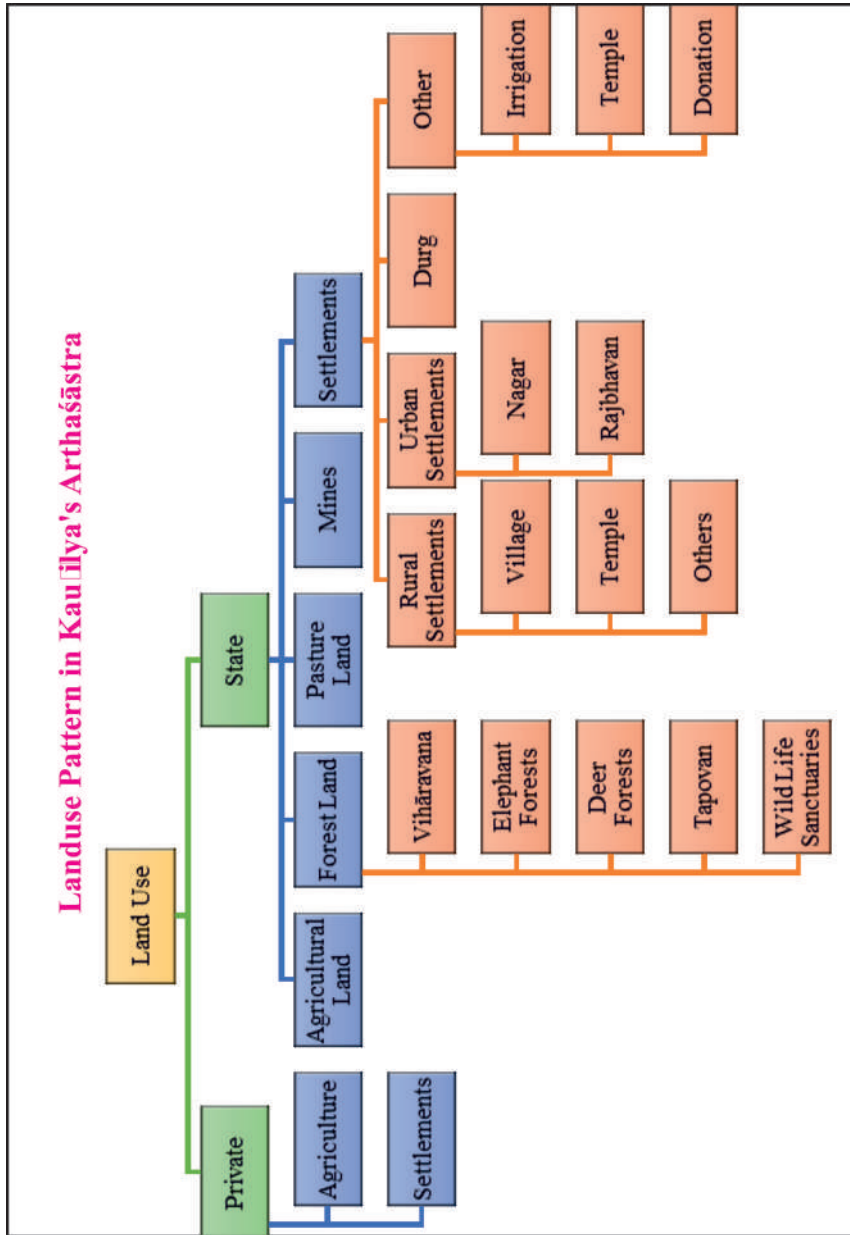 Landuse Pattern in Kau□ilya's Arthaśāstra
Land Use
Private
State
Agriculture
Settlements
Agricultural
Land
Forest Land
Pasture
Land
Mines
Settlements
Vihāravana
Elephant
Forests
Deer
Forests
Tapovan
Wild Life
Sanctuaries
Rural
Settlements
Village
Temple
Others
Urban
Settlements
Nagar
Rajbhavan
Durg
Other
Irrigation
Temple
Donation